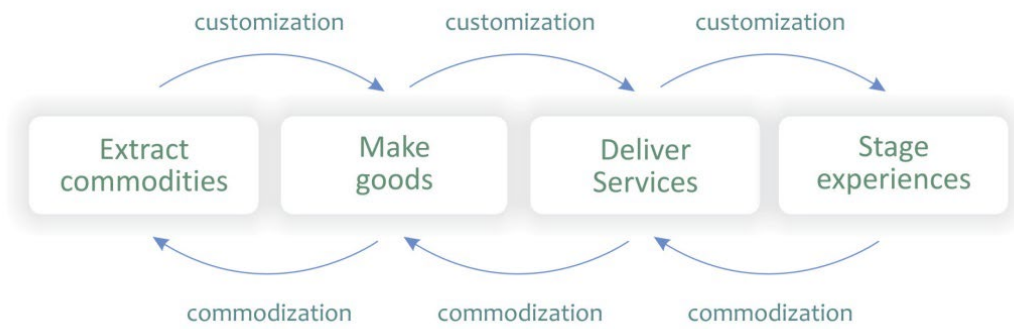 customization
customization
customization
Extract
commodities
Make
goods
Deliver
Services
Stage
experiences
commodization
commodization
commodization